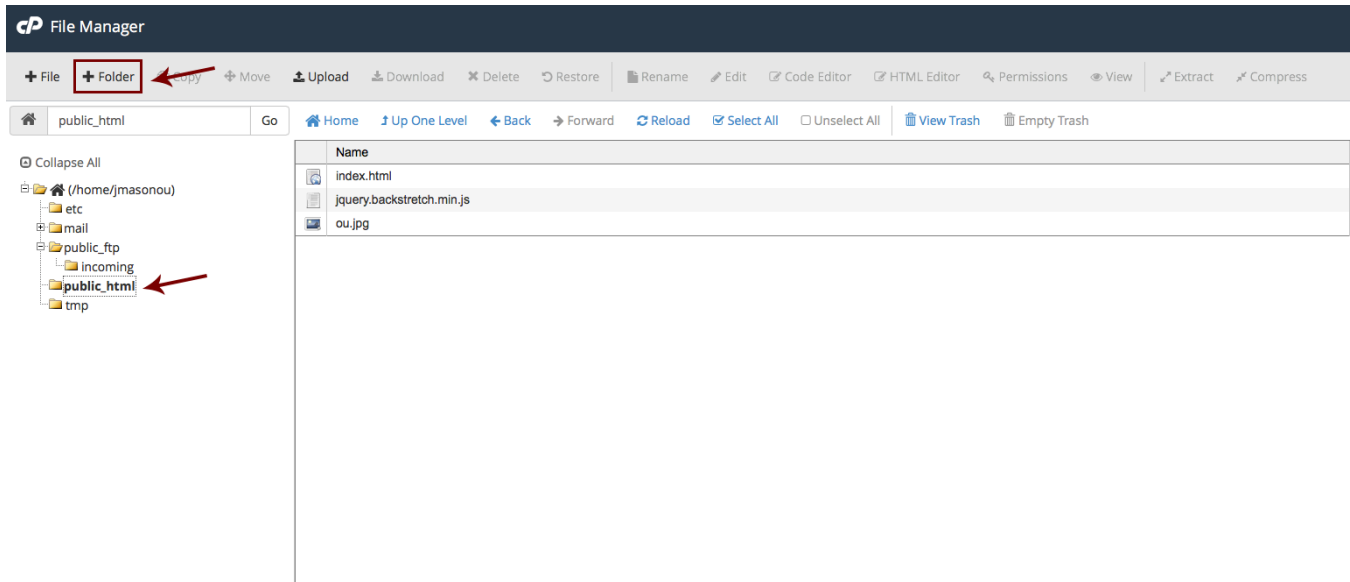 cP File Manager
File Folder Copy Move Upload Download Delete Restore Rename Edit Code Editor HTML Editor Permissions View Extract Compress
public_html Go Home Up One Level Back Forward Reload Select All Unselect All View Trash Empty Trash
Collapse All
Name
(/home/jmasonou)
index.html
etc
jquery.backstretch.min.js
mail
ou.jpg
public_ftp
incoming
public_html
tmp